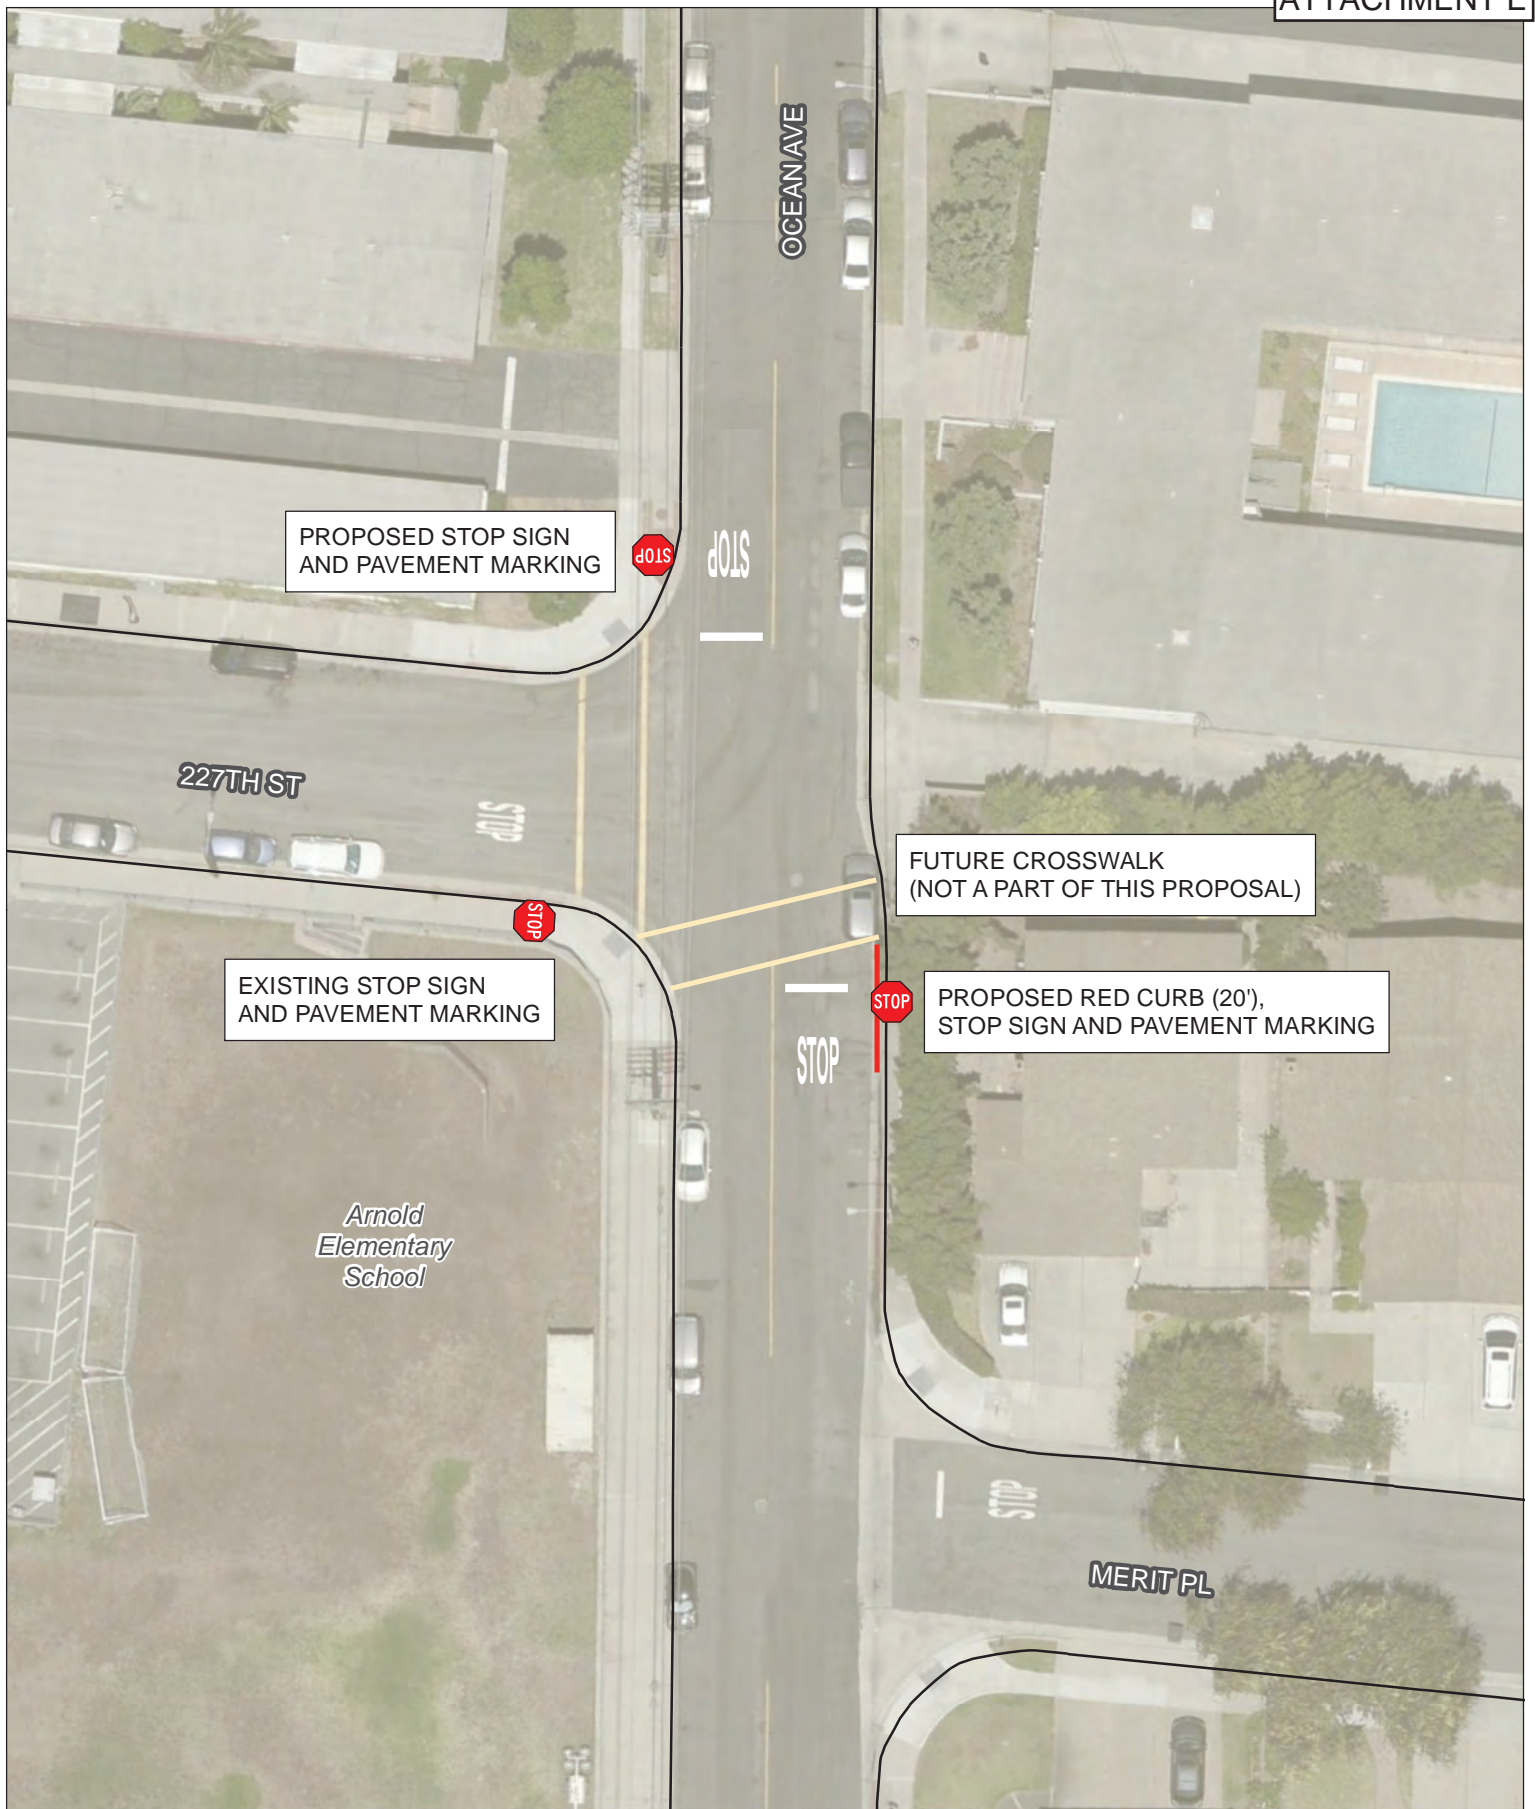 ATTACHMENT E
OCEAN AVE
PROPOSED STOP SIGN
AND PAVEMENT MARKING
STOP
STOP
227TH ST
STOP
FUTURE CROSSWALK
(NOT A PART OF THIS PROPOSAL)
STOP
EXISTING STOP SIGN
AND PAVEMENT MARKING
STOP
PROPOSED RED CURB (20'),
STOP SIGN AND PAVEMENT MARKING
STOP
Arnold
Elementary
School
STOP
MERIT PL